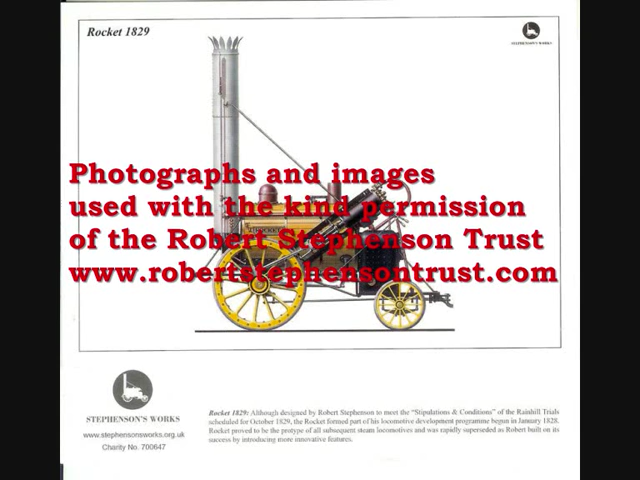 Rocket 1829
STEPHENSON'S WORKS
Photographs and images
used with the kind permission
of the Robert Stephenson Trust
www.robertstephensontrust.com
ROCKET
STEPHENSON'S WORKS
www.stephensonsworks.org.uk
Charity No. 700647
Rocket 1829: Although designed by Robert Stephenson to meet the "Stipulations & Conditions" of the Rainhill Trials
scheduled for October 1829, the Rocket formed part of his locomotive development programme begun in January 1828.
Rocket proved to be the protype of all subsequent steam locomotives and was rapidly superseded as Robert built on its
success by introducing more innovative features.